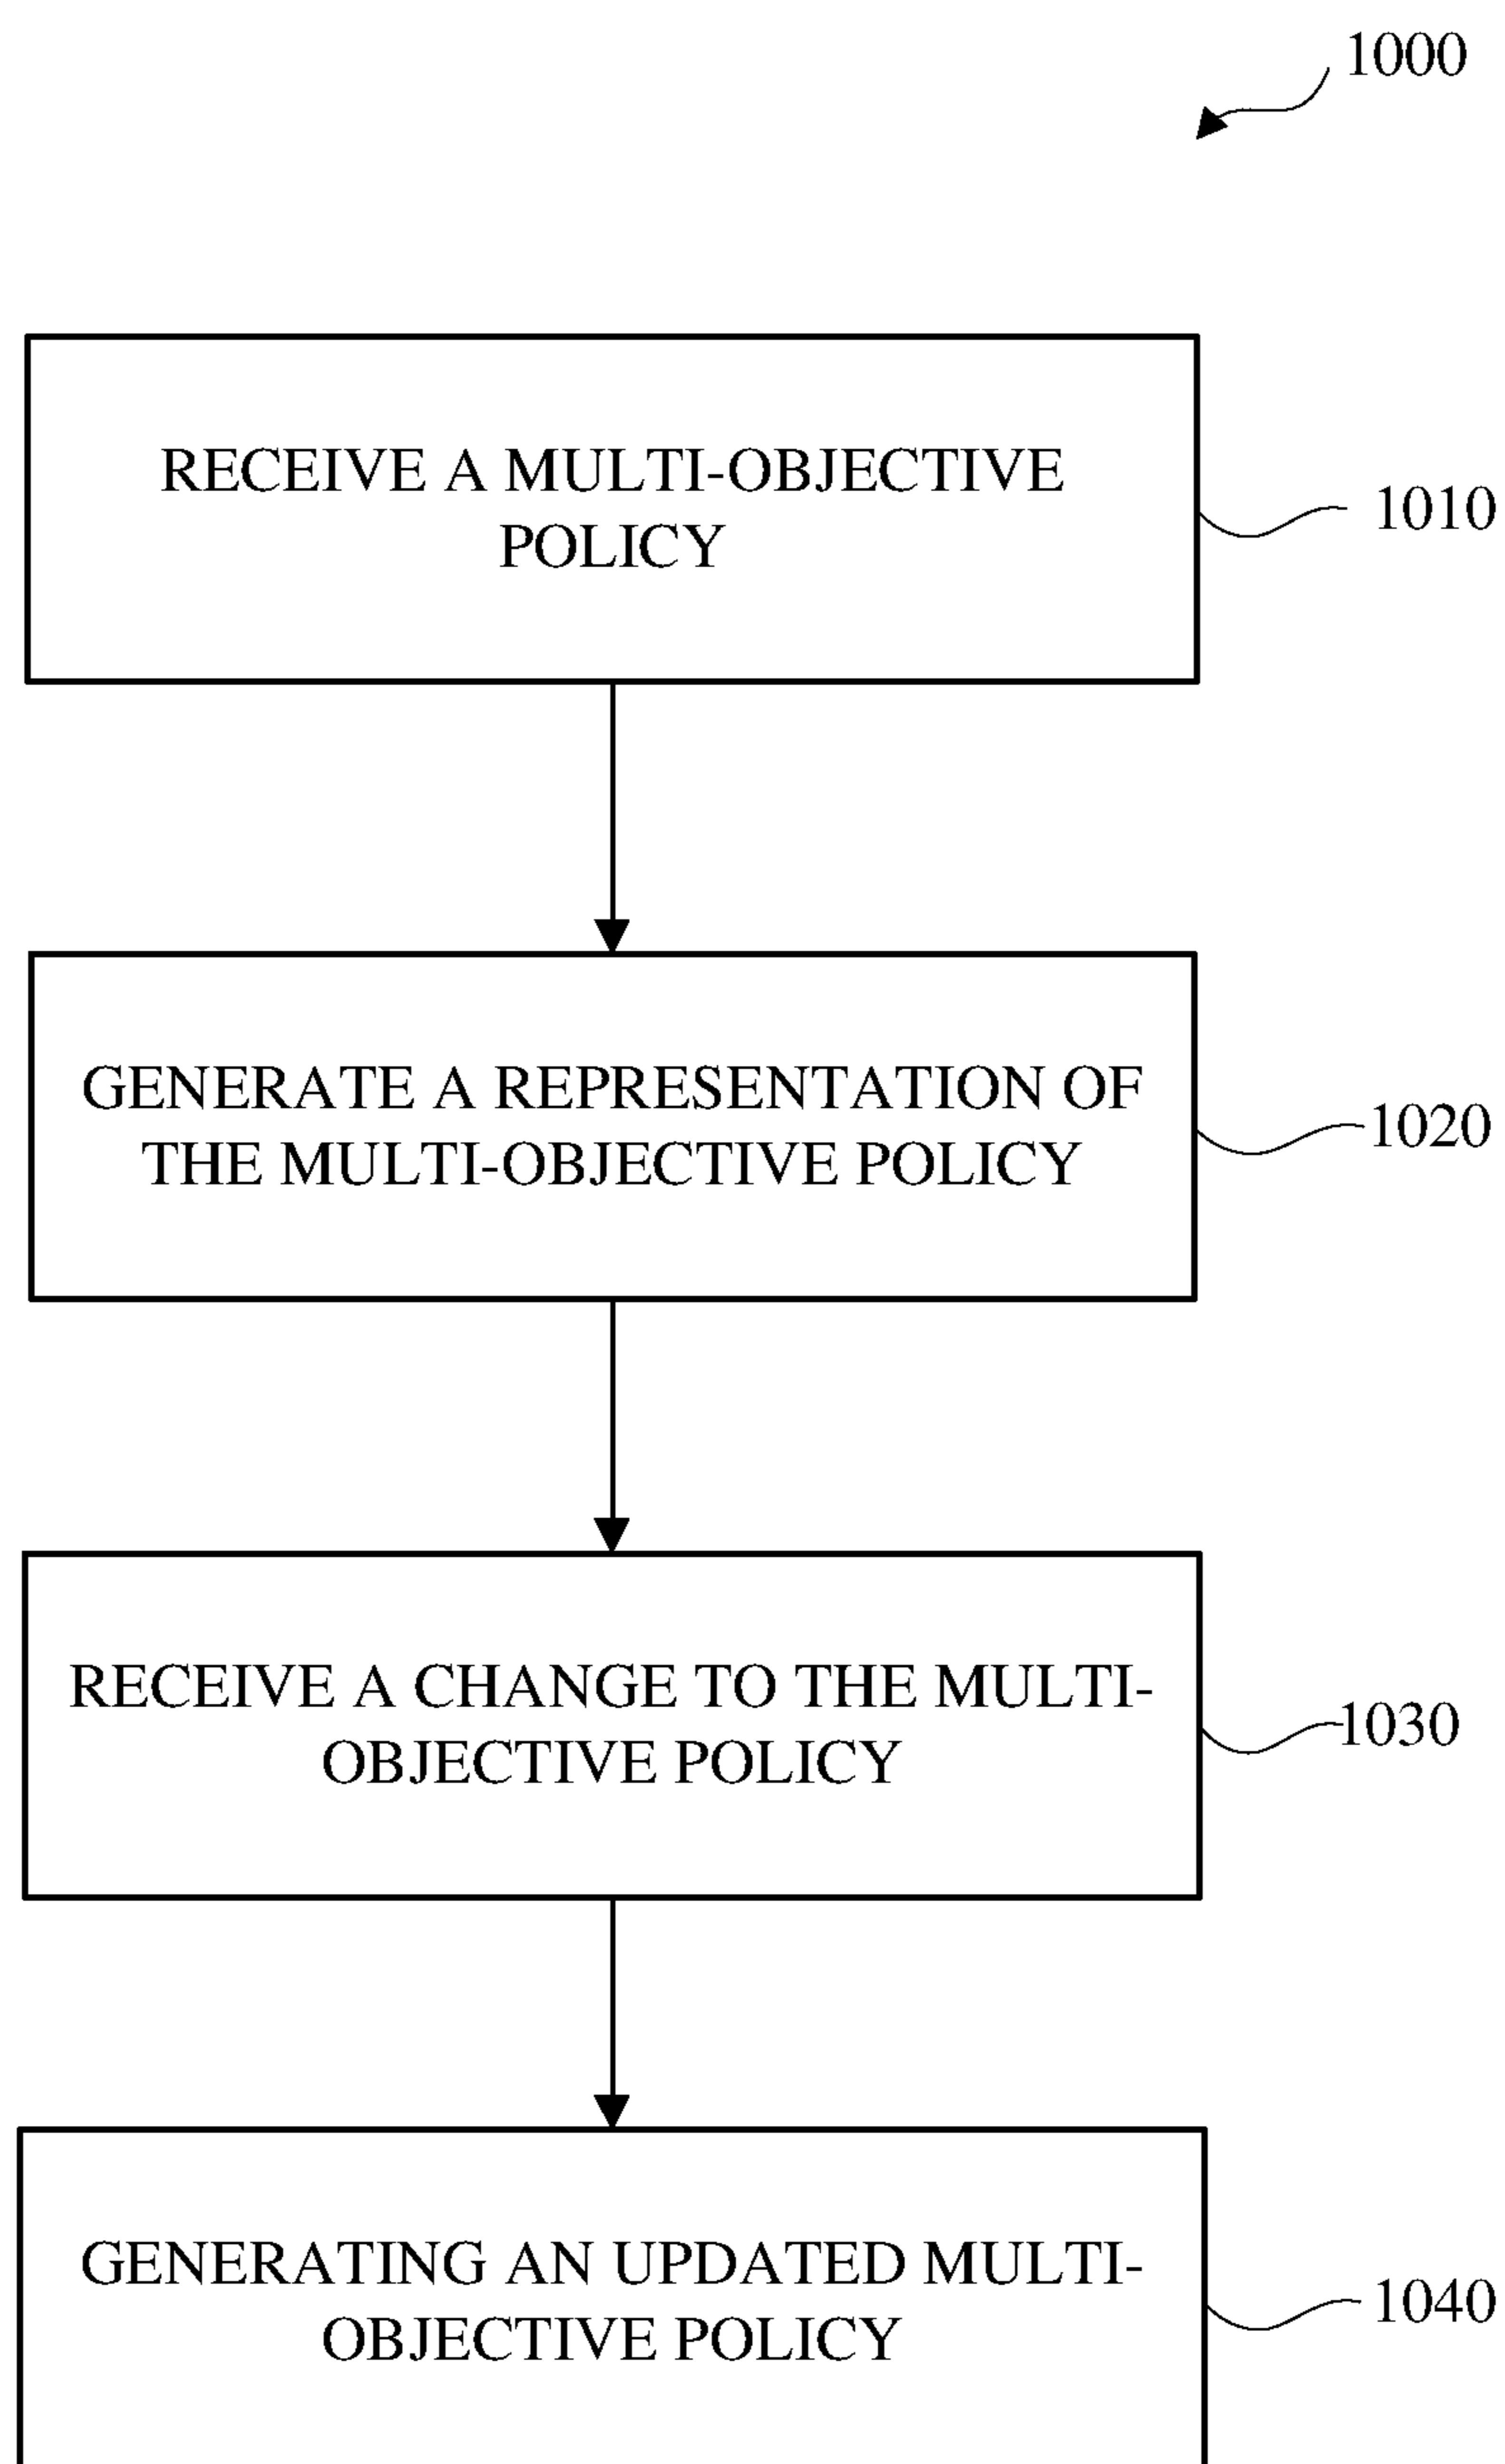 1000
RECEIVE A MULTI-OBJECTIVE
POLICY
1010
GENERATE A REPRESENTATION OF
THE MULTI-OBJECTIVE POLICY
1020
RECEIVE A CHANGE TO THE MULTI-
OBJECTIVE POLICY
1030
GENERATING AN UPDATED MULTI-
OBJECTIVE POLICY
1040